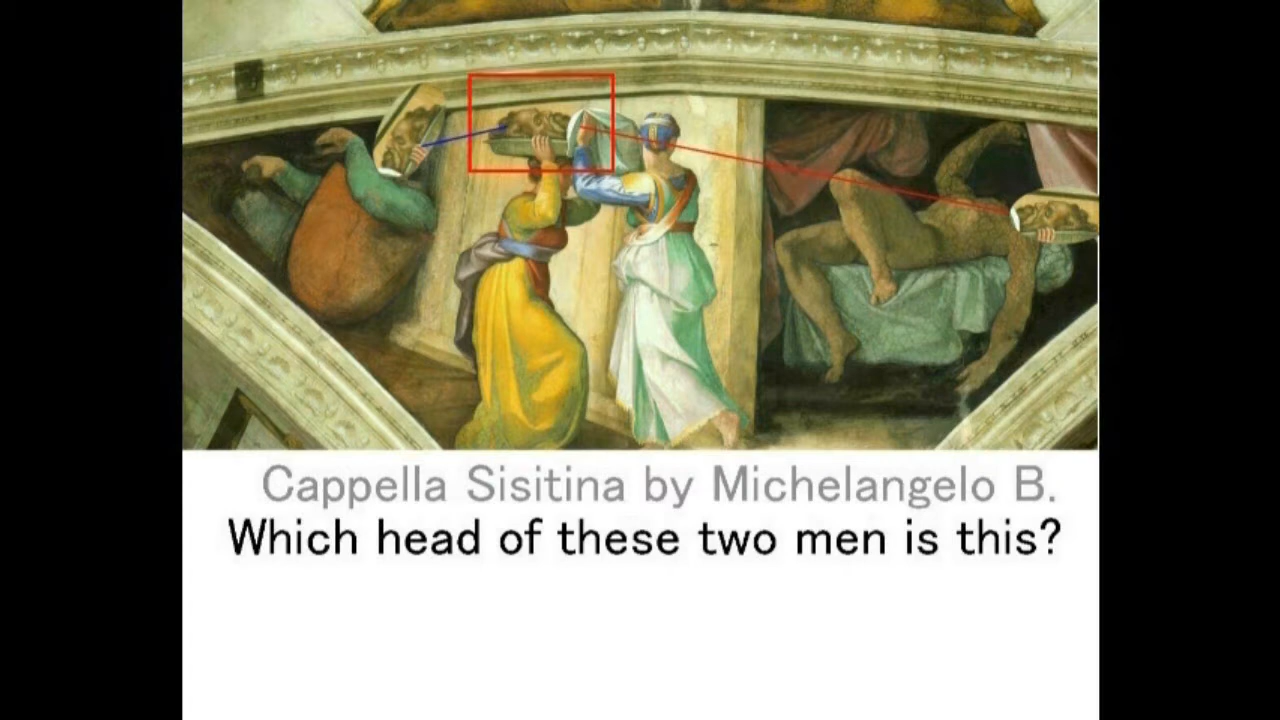 Cappella Sisitina by Michelangelo B.
Which head of these two men is this?